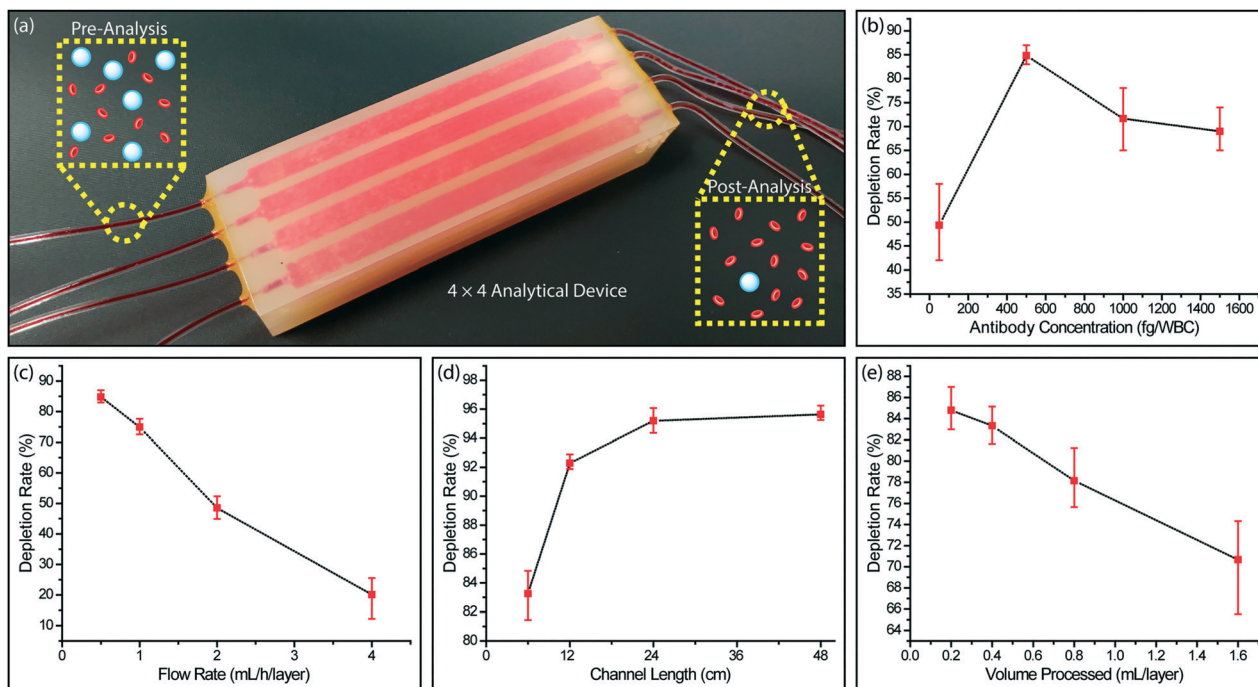 (a)
Pre-Analysis
Post-Analysis
4 × 4 Analytical Device
(b)
Depletion Rate (%)
90
85
80
75
70
65
60
55
50
45
40
35
0 200 400 600 800 1000 1200 1400 1600
Antibody Concentration (fg/WBC)
(c)
Depletion Rate (%)
90
80
70
60
50
40
30
20
10
0 1 2 3 4
Flow Rate (mL/h/layer)
(d)
Depletion Rate (%)
98
96
94
92
90
88
86
84
82
80
0 12 24 36 48
Channel Length (cm)
(e)
Depletion Rate (%)
88
86
84
82
80
78
76
74
72
70
68
66
64
0.0 0.2 0.4 0.6 0.8 1.0 1.2 1.4 1.6
Volume Processed (mL/layer)